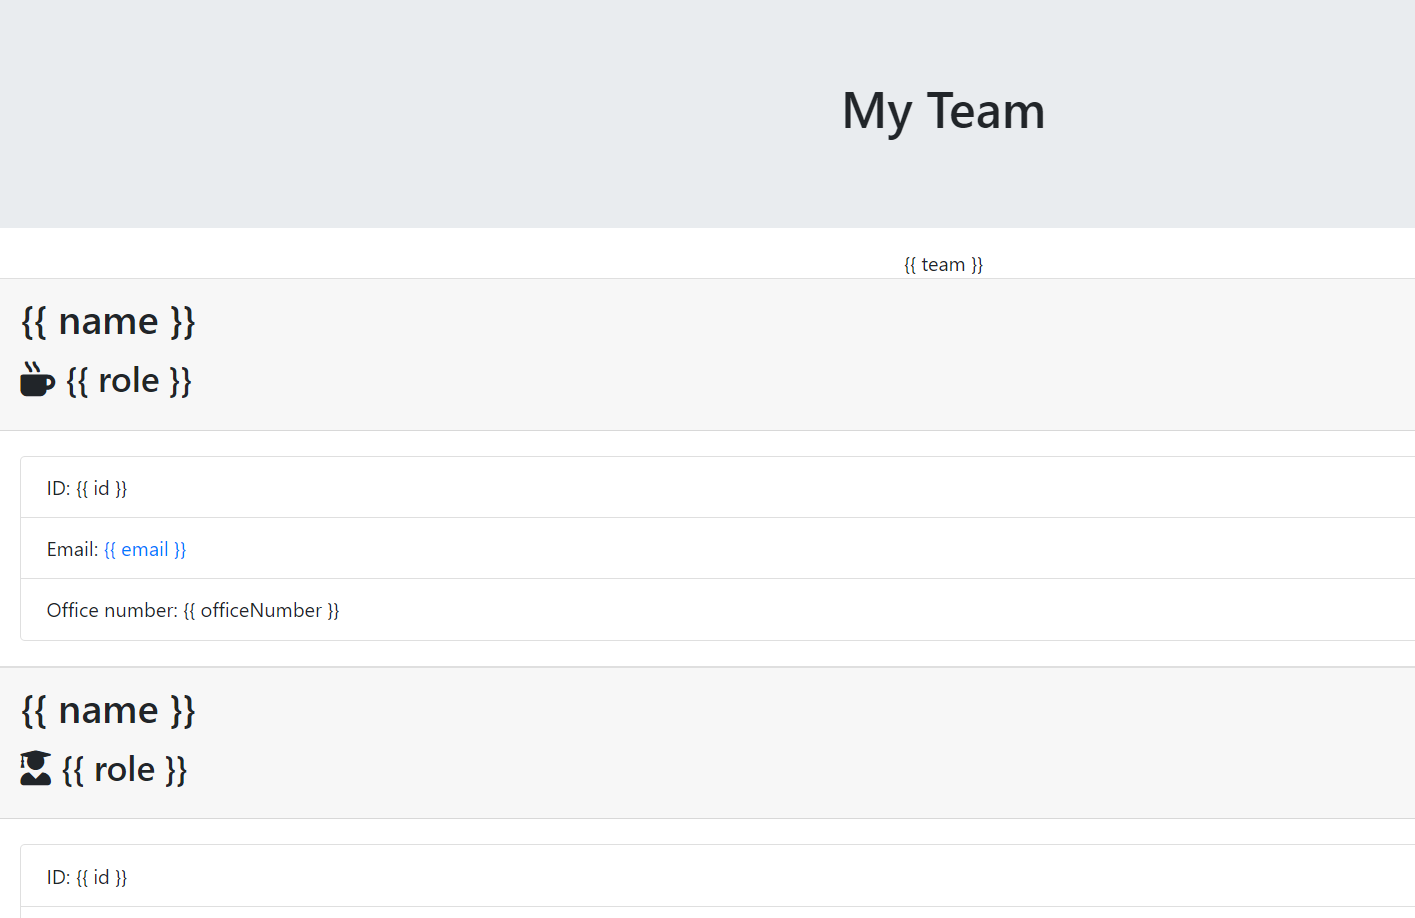 My Team
{{ team }}
{{ name }}
{{ role }}
ID: {{ id }}
Email: {{ email }}
Office number: {{ officeNumber }}
{{ name }}
{{ role }}
ID: {{ id }}